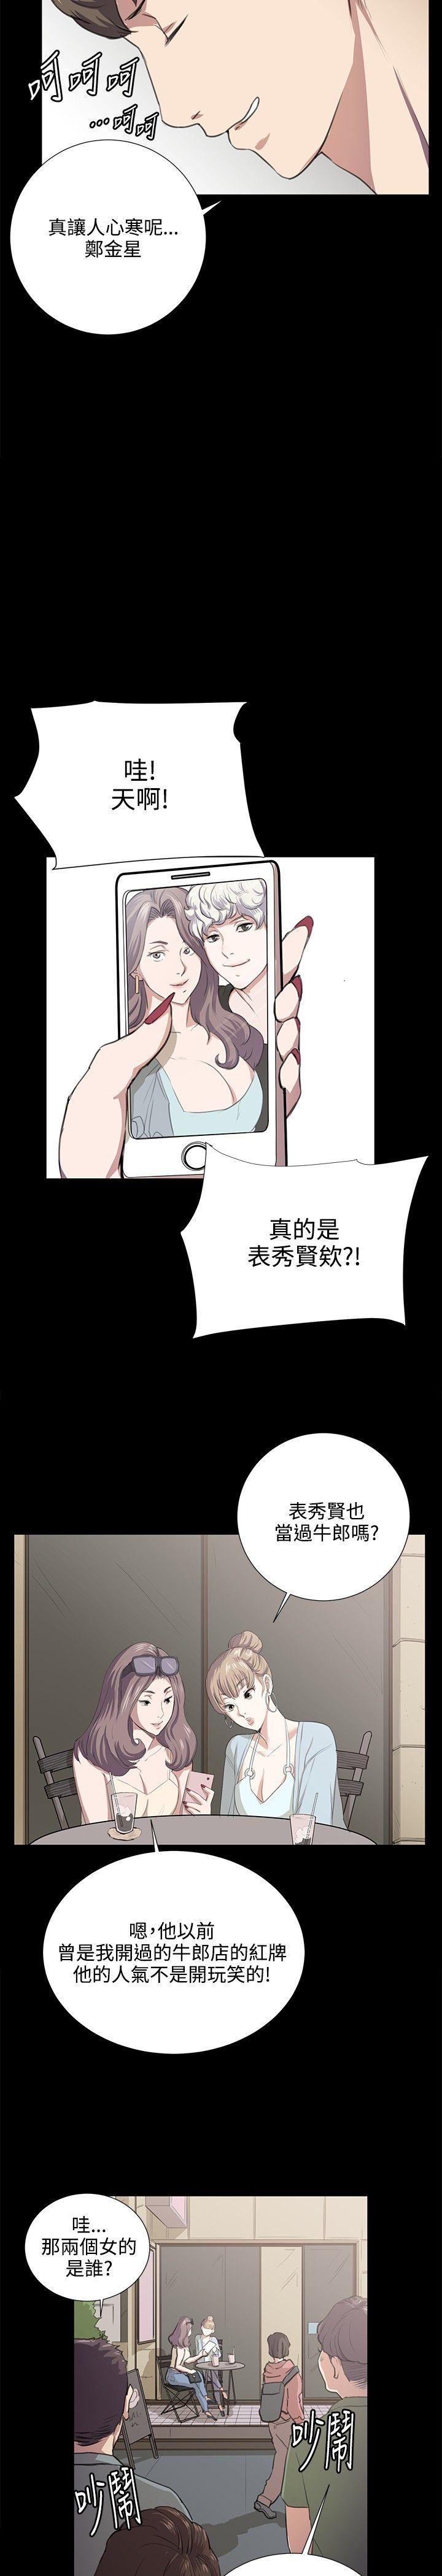 呵呵呵
...呵呵
真讓人心寒呢...
鄭金星
哇!
天啊!
真的是
表秀賢欸?!
表秀賢也
當過牛郎嗎?
嗯,他以前
曾是我開過的牛郎店的紅牌
他的人氣不是開玩笑的!
哇...
那兩個女的
是誰?
吵鬧
吵鬧